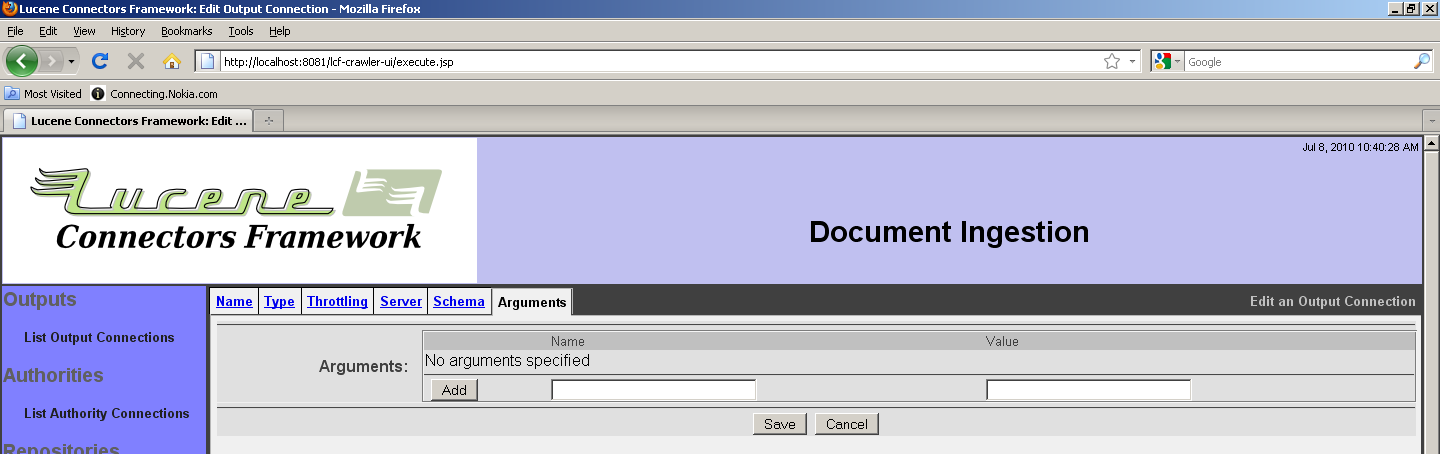 Lucene Connectors Framework: Edit Output Connection - Mozilla Firefox
File Edit View History Bookmarks Tools Help
http://localhost:8081/lcf-crawler-ui/execute.jsp
Google
Most Visited Connecting.Nokia.com
Lucene Connectors Framework: Edit ...
Jul 8, 2010 10:40:28 AM
Lucene
Connectors Framework
Document Ingestion
Outputs
List Output Connections
Authorities
List Authority Connections
Repositories
Name Type Throttling Server Schema Arguments
Edit an Output Connection
Name Value
Arguments:
No arguments specified
Add
Save Cancel